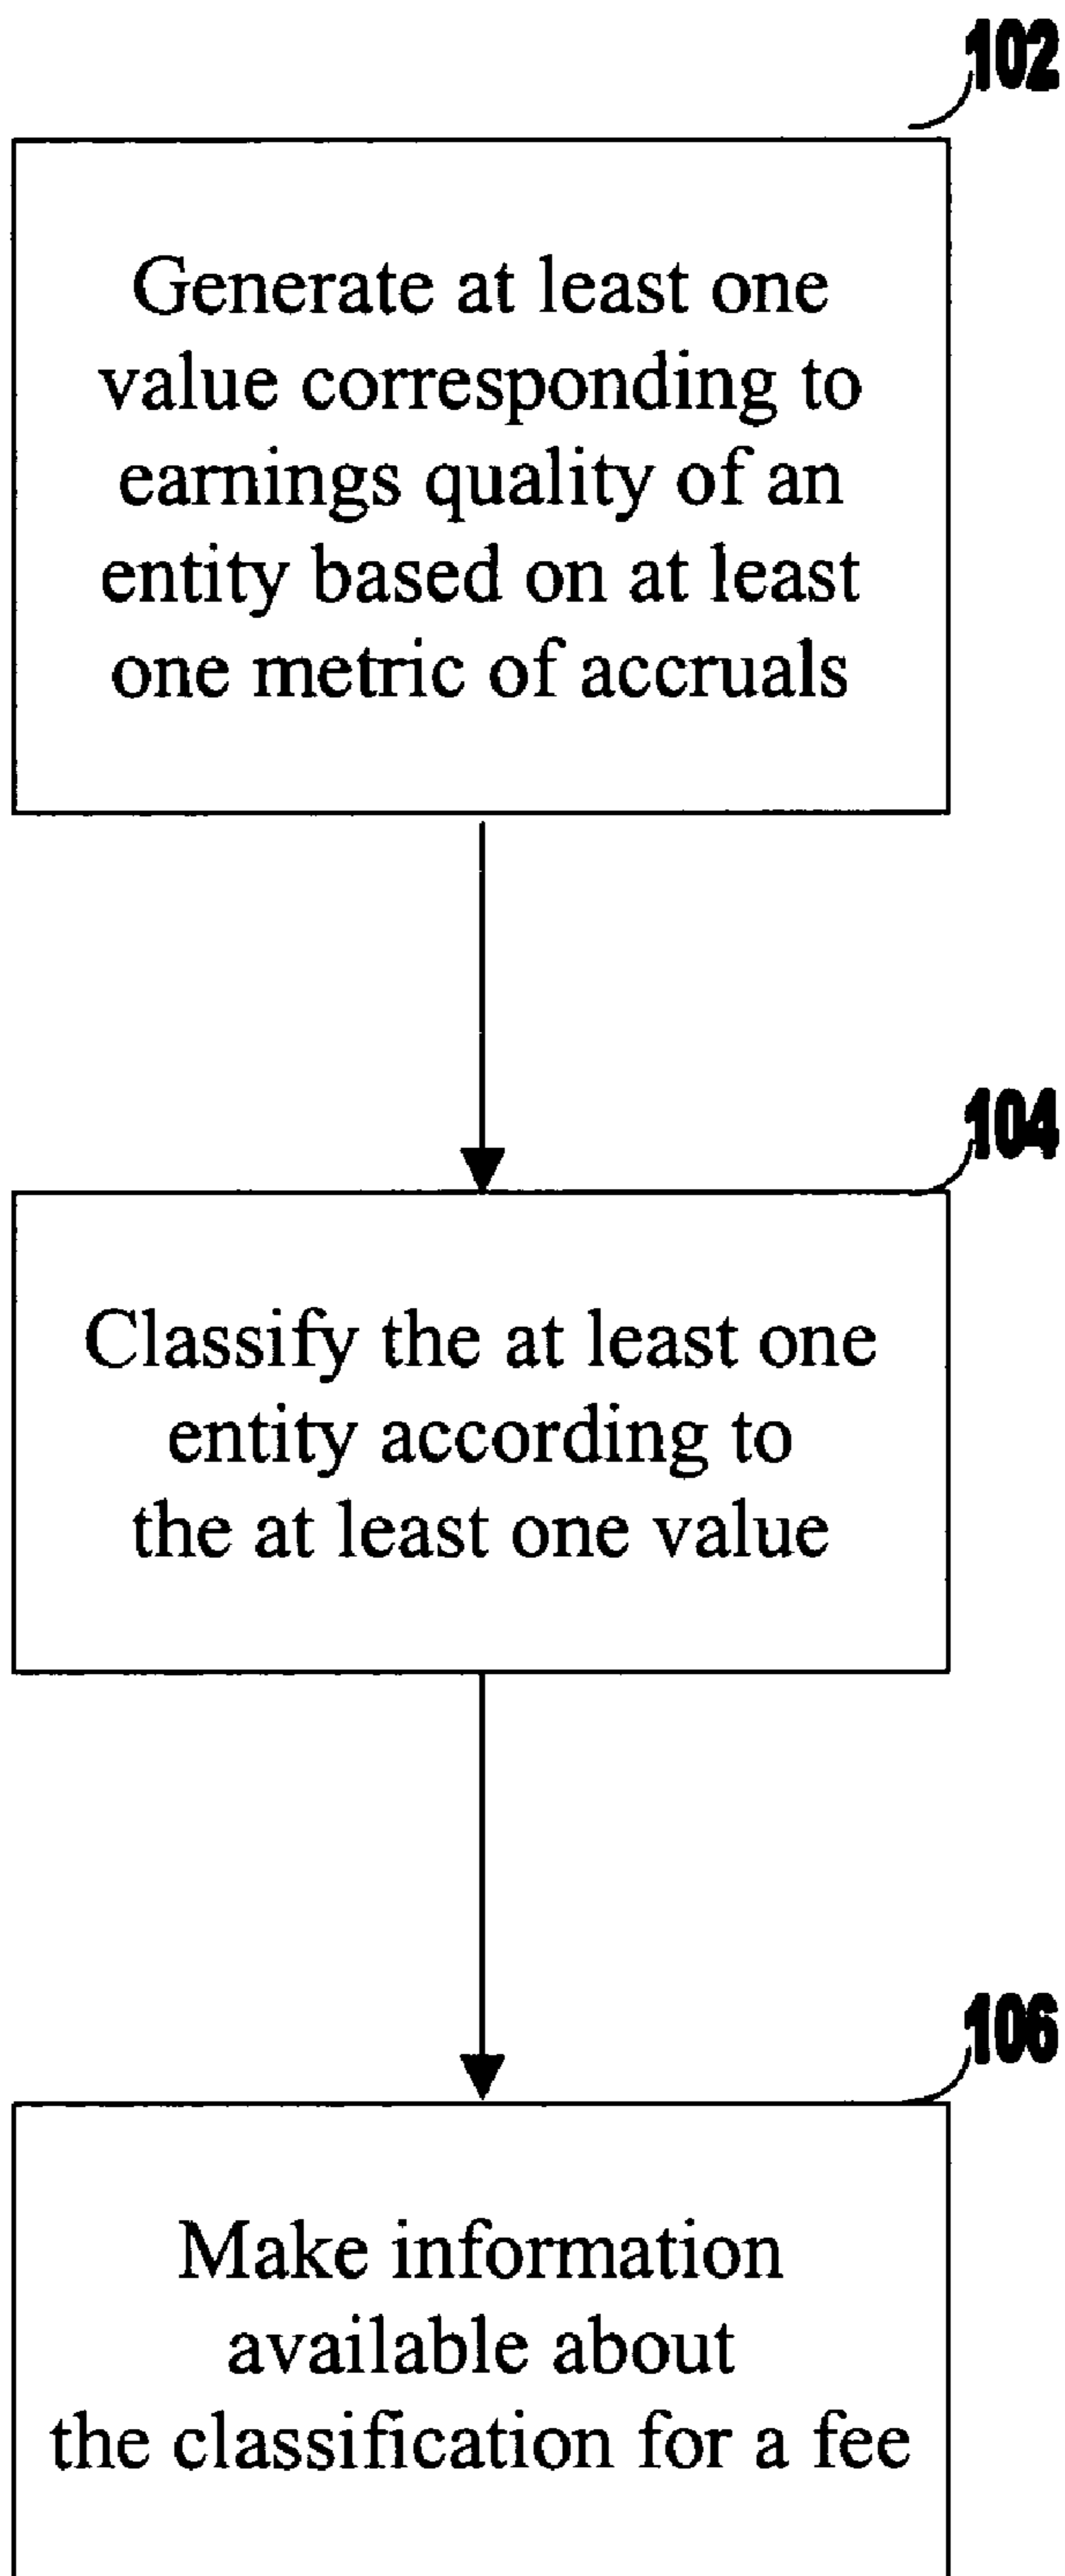 102
Generate at least one
value corresponding to
earnings quality of an
entity based on at least
one metric of accruals
104
Classify the at least one
entity according to
the at least one value
106
Make information
available about
the classification for a fee